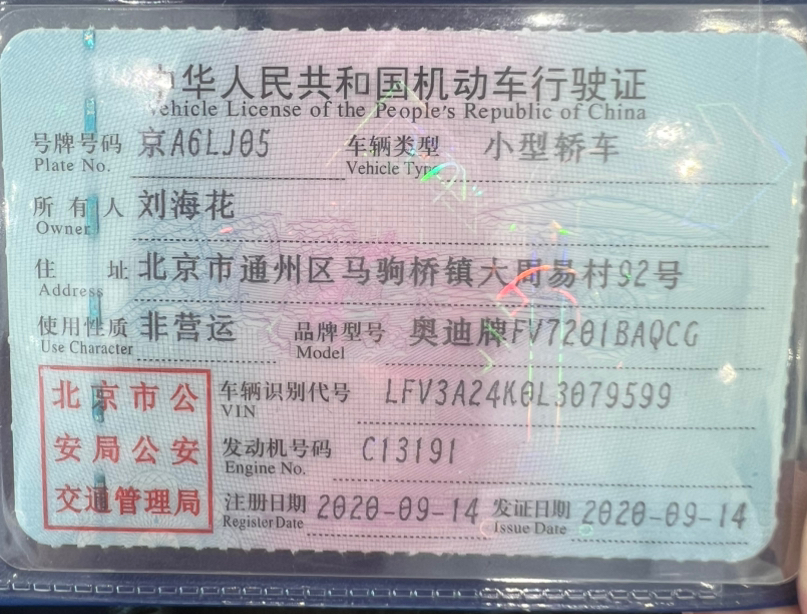 中华人民共和国机动车行驶证
Vehicle License of the People's Republic of China
号牌号码 京A6LJ05 车辆类型 小型轿车
Plate No. Vehicle Type
所有人 刘海花
Owner
住址 北京市通州区马驹桥镇大周易村92号
Address
使用性质 非营运 品牌型号 奥迪牌FV7201BAQCG
Use Character Model
北京市公 车辆识别代号 LFV3A24K0L3079599
VIN
安局公安 发动机号码 C13191
Engine No.
交通管理局 注册日期 2020-09-14 发证日期 2020-09-14
Register Date Issue Date